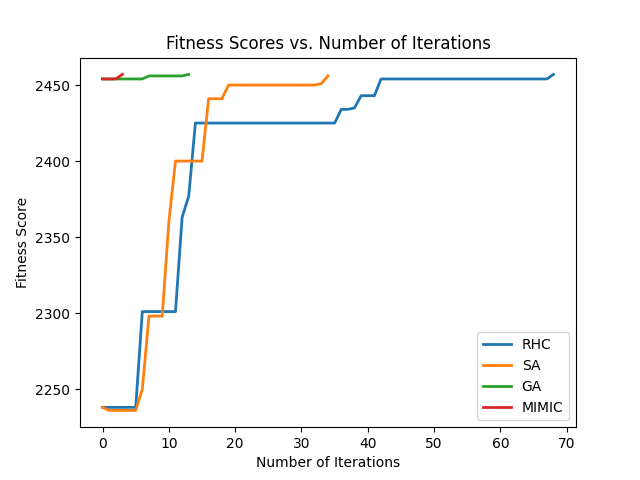 Fitness Scores vs. Number of Iterations
Fitness Score
2450
2400
2350
2300
2250
0 10 20 30 40 50 60 70
Number of Iterations
RHC
SA
GA
MIMIC